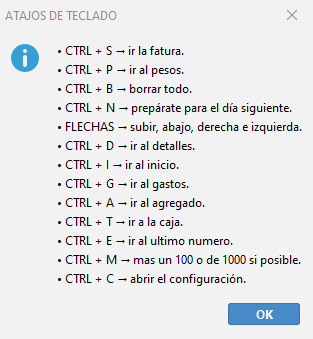 ATAJOS DE TECLADO
• CTRL + S → ir la fatura.
• CTRL + P → ir al pesos.
• CTRL + B → borrar todo.
• CTRL + N → prepárate para el día siguiente.
• FLECHAS → subir, abajo, derecha e izquierda.
• CTRL + D → ir al detalles.
• CTRL + I → ir al inicio.
• CTRL + G → ir al gastos.
• CTRL + A → ir al agregado.
• CTRL + T → ir a la caja.
• CTRL + E → ir al ultimo numero.
• CTRL + M → mas un 100 o de 1000 si posible.
• CTRL + C → abrir el configuración.
OK